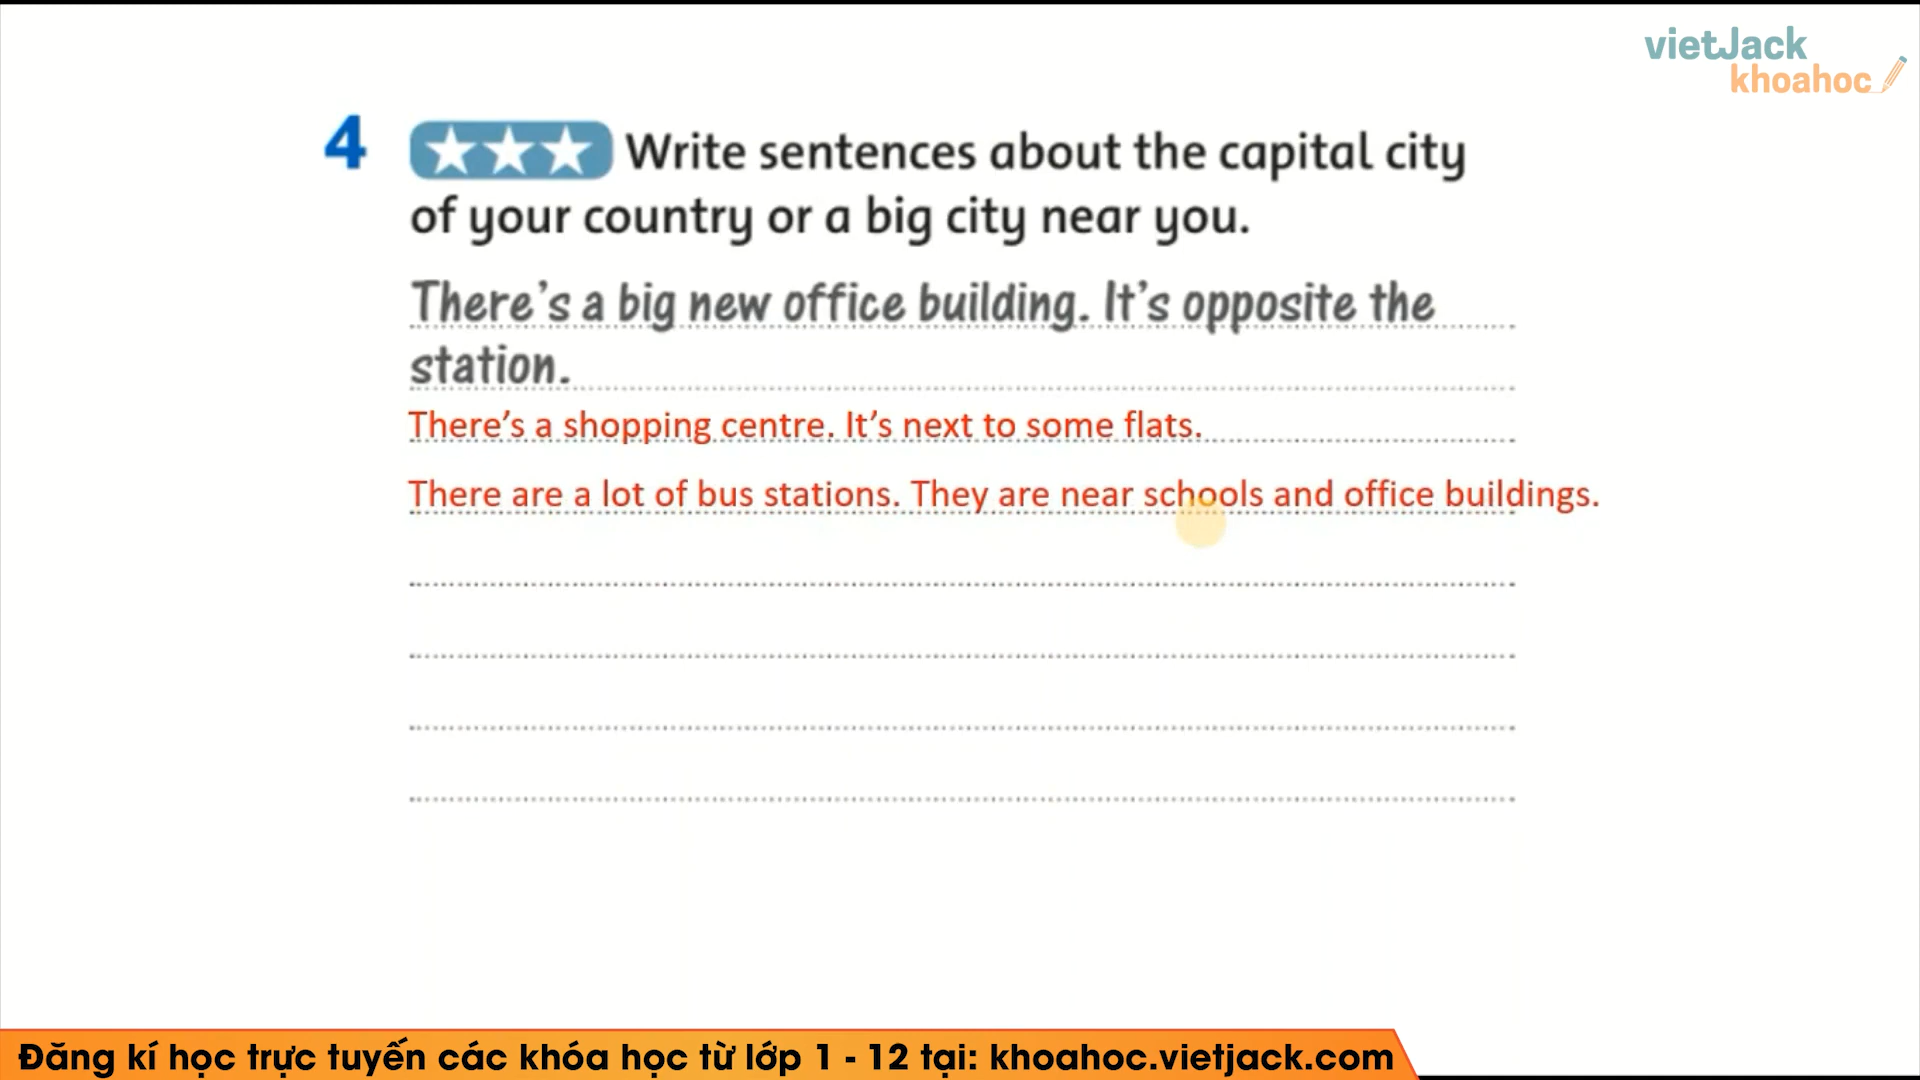 vietJack
khoahoc
4 Write sentences about the capital city
of your country or a big city near you.
There's a big new office building. It's opposite the
station.
There's a shopping centre. It's next to some flats.
There are a lot of bus stations. They are near schools and office buildings.
Đăng kí học trực tuyến các khóa học từ lớp 1 - 12 tại: khoahoc.vietjack.com